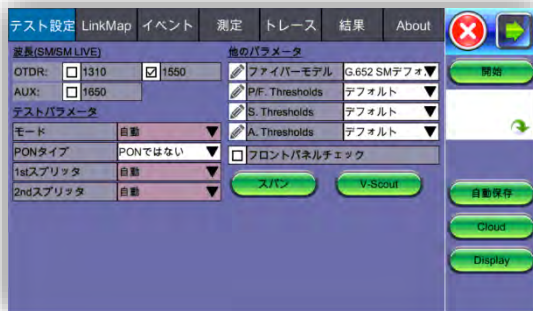 テスト設定 LinkMap イベント 測定 トレース 結果 About
波長(SM/SM LIVE)
OTDR: 1310 1550
AUX: 1650
テストパラメータ
モード 自動
PONタイプ PONではない
1stスプリッタ 自動
2ndスプリッタ 自動
他のパラメータ
ファイバーモデル G.652 SMデフォ
P/F. Thresholds デフォルト
S. Thresholds デフォルト
A. Thresholds デフォルト
フロントパネルチェック
スパン V-Scout
開始
自動保存
Cloud
Display